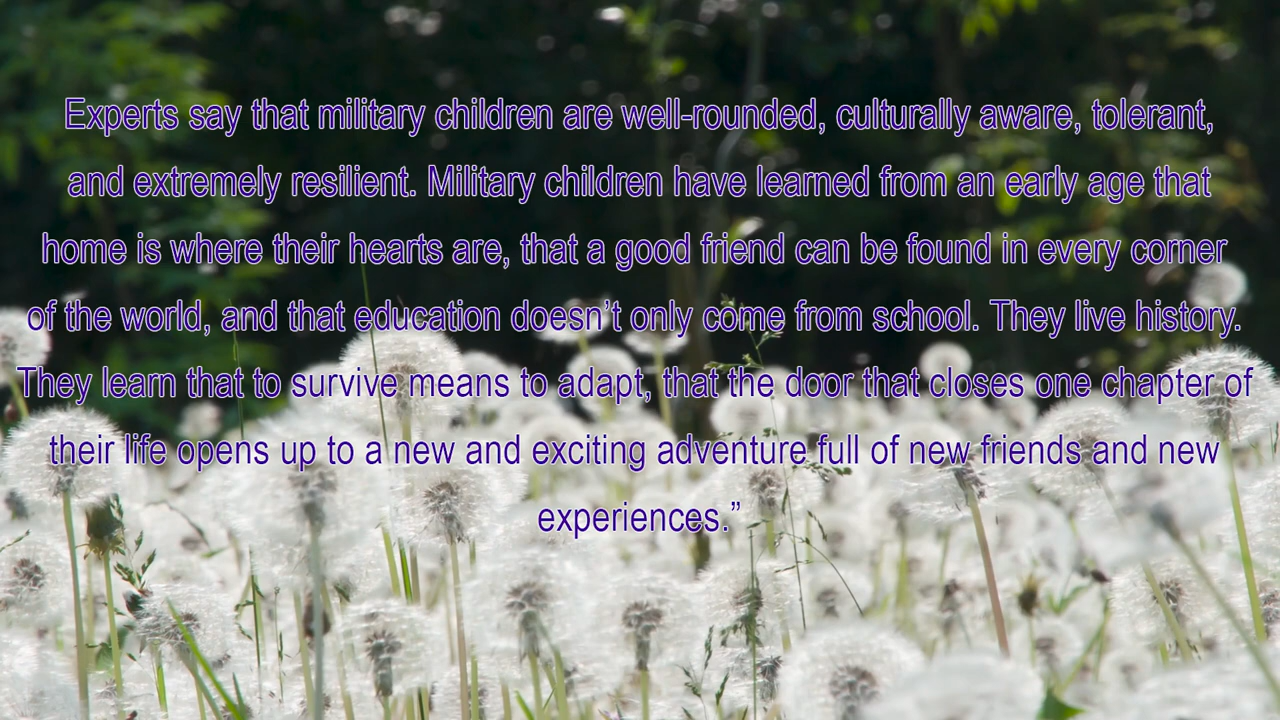 Experts say that military children are well-rounded, culturally aware, tolerant,
and extremely resilient. Military children have learned from an early age that
home is where their hearts are, that a good friend can be found in every corner
of the world, and that education doesn’t only come from school. They live history.
They learn that to survive means to adapt, that the door that closes one chapter of
their life opens up to a new and exciting adventure full of new friends and new
experiences.”